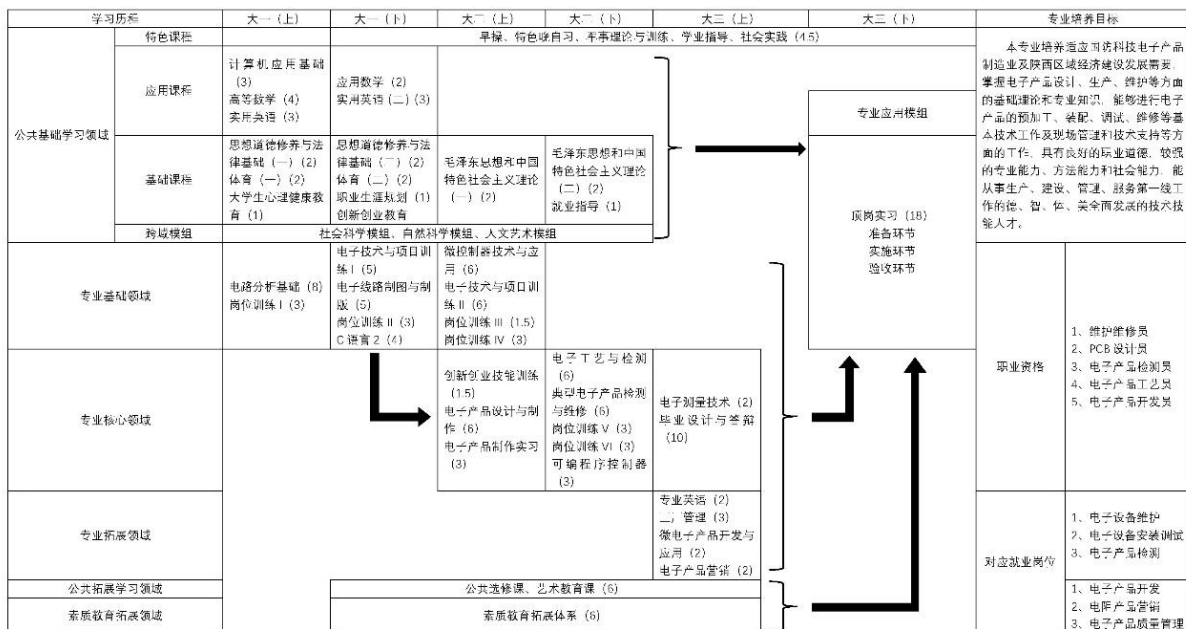 学习历程
大一（上）
大一（下）
大二（上）
大二（下）
大三（上）
大三（下）
专业培养目标
公共基础学习领域
特色课程
早操、特色晚自习、军事理论与训练、学业指导、社会实践（4.5）
应用课程
计算机应用基础
（3）
高等数学（4）
实用英语（3）
应用数学（2）
实用英语（二）（3）
基础课程
思想道德修养与法
律基础（一）（2）
体育（一）（2）
大学生心理健康教
育（1）
思想道德修养与法
律基础（二）（2）
体育（二）（2）
职业生涯规划（1）
创新创业教育
毛泽东思想和中国
特色社会主义理论
（一）（2）
毛泽东思想和中国
特色社会主义理论
（二）（2）
就业指导（1）
跨域模组
社会科学模组、自然科学模组、人文艺术模组
专业应用模组
顶岗实习（18）
准备环节
实施环节
验收环节
本专业培养适应国防科技电子产品
制造业及陕西区域经济建设发展需要，
掌握电子产品设计、生产、维护等方面
的基础理论和专业知识，能够进行电子
产品的预加工、装配、调试、维修等基
本技术工作及现场管理和技术支持等方
面的工作，具有良好的职业道德，较强
的专业能力、方法能力和社会能力，能
从事生产、建设、管理、服务第一线工
作的德、智、体、美全面发展的技术技
能人才。
专业基础领域
电路分析基础（8）
岗位训练 I（3）
电子技术与项目训
练 I（5）
电子线路制图与制
版（5）
岗位训练 II（3）
C 语言 2（4）
微控制器技术与应
用（6）
电子技术与项目训
练 II（6）
岗位训练 III（1.5）
岗位训练 IV（3）
专业核心领域
创新创业技能训练
（1.5）
电子产品设计与制
作（6）
电子产品制作实习
（3）
电子工艺与检测
（6）
典型电子产品检测
与维修（6）
岗位训练 V（3）
岗位训练 VI（3）
可编程序控制器
（3）
电子测量技术（2）
毕业设计与答辩
（10）
职业资格
1、维护维修员
2、PCB 设计员
3、电子产品检测员
4、电子产品工艺员
5、电子产品开发员
专业拓展领域
专业英语（2）
管理（3）
微电子产品开发与
应用（2）
电子产品营销（2）
对应就业岗位
1、电子设备维护
2、电子设备安装调试
3、电子产品检测
公共拓展学习领域
公共选修课、艺术教育课（6）
素质教育拓展领域
素质教育拓展体系（6）
1、电子产品开发
2、电阻产品营销
3、电子产品质量管理